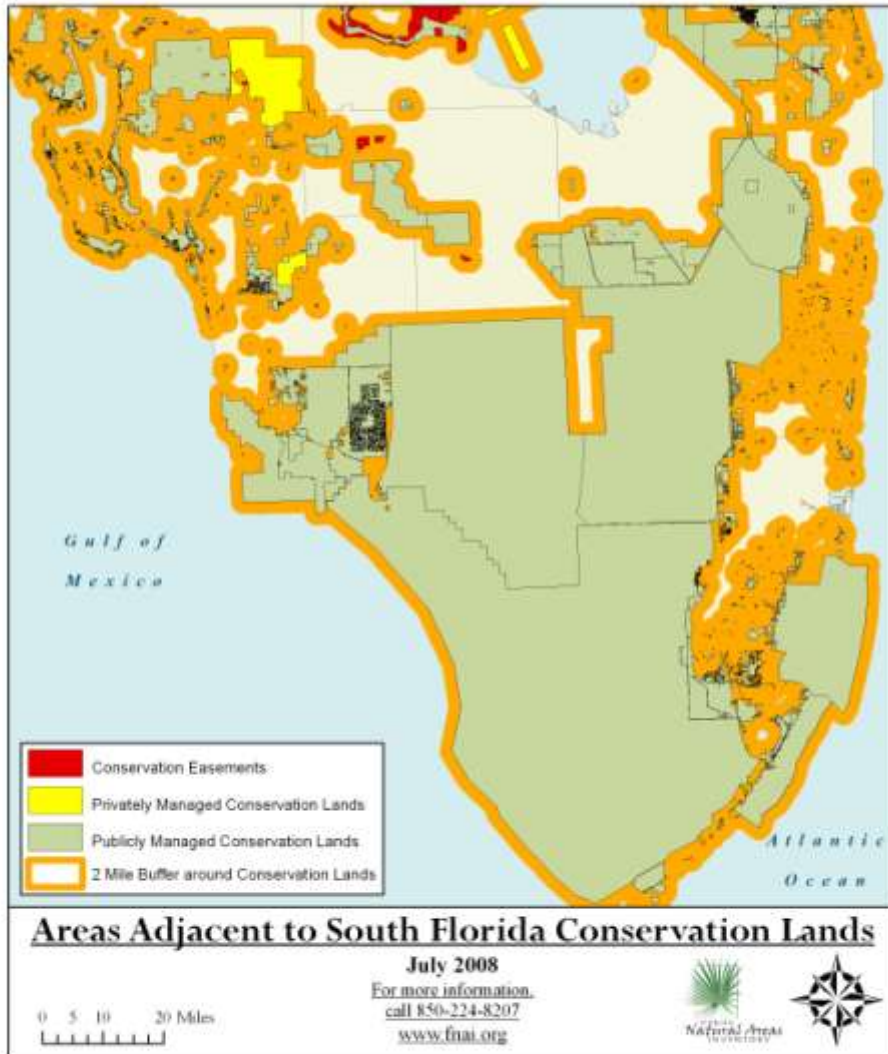 Gulf of
Mexico
Conservation Easements
Privately Managed Conservation Lands
Publicly Managed Conservation Lands
2 Mile Buffer around Conservation Lands
Atlantic
Ocean
Areas Adjacent to South Florida Conservation Lands
July 2008
For more information,
call 850-224-8207
www.fnai.org
0 5 10 20 Miles
FLORIDA
Natural Areas
INVENTORY